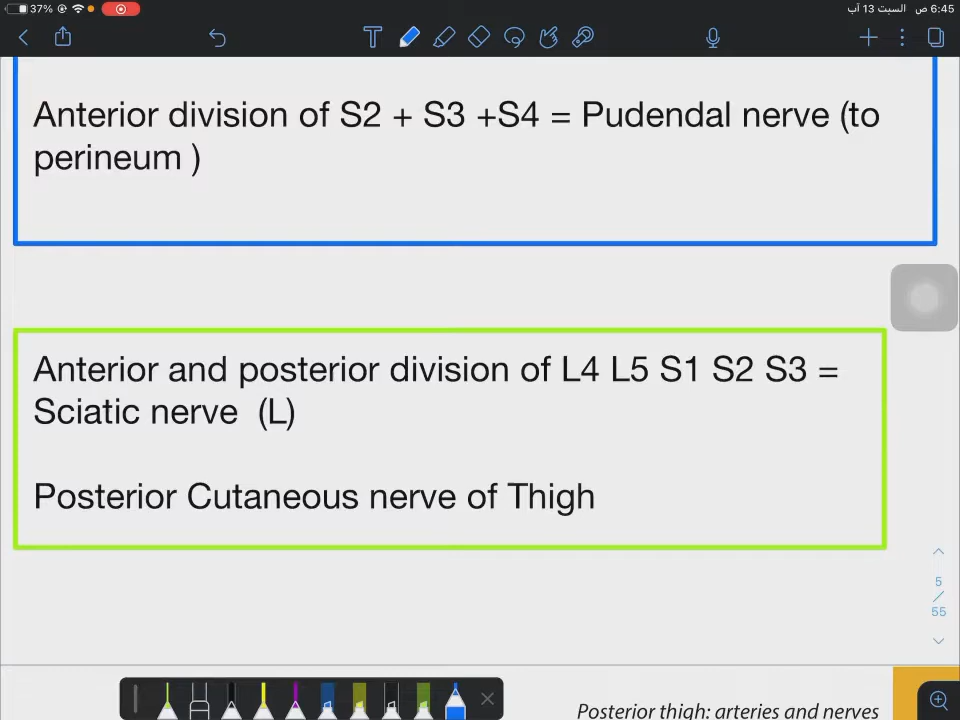 37%
السبت 13 آب
6:45 ص
Anterior division of S2 + S3 +S4 = Pudendal nerve (to
perineum )
Anterior and posterior division of L4 L5 S1 S2 S3 =
Sciatic nerve (L)
Posterior Cutaneous nerve of Thigh
5
/
55
Posterior thigh: arteries and nerves